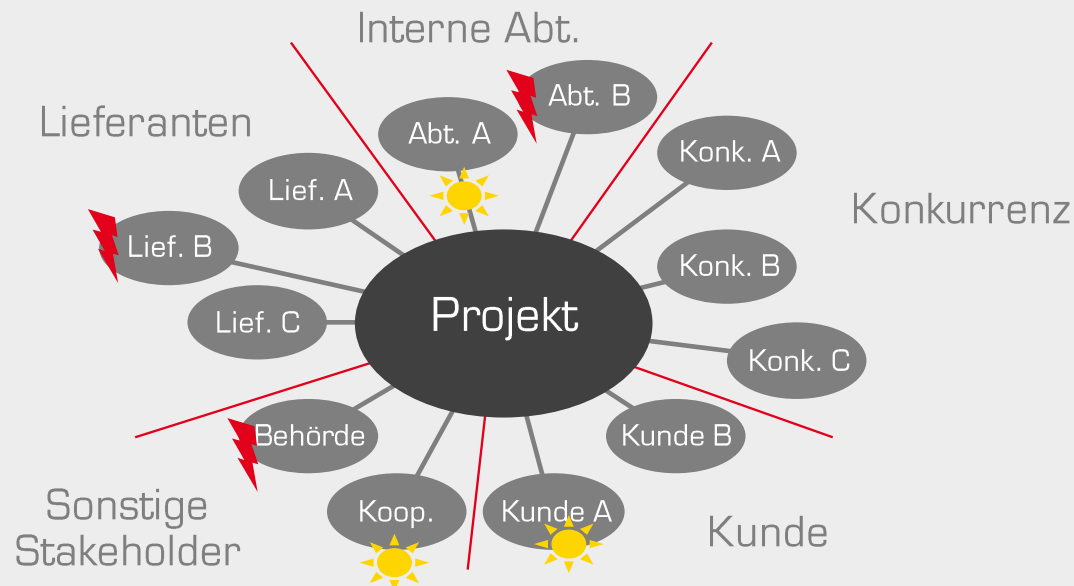 Interne Abt.
Lieferanten
Abt. A
Abt. B
Konk. A
Lief. A
Konkurrenz
Lief. B
Konk. B
Projekt
Lief. C
Konk. C
Behörde
Kunde B
Koop.
Kunde A
Sonstige
Stakeholder
Kunde